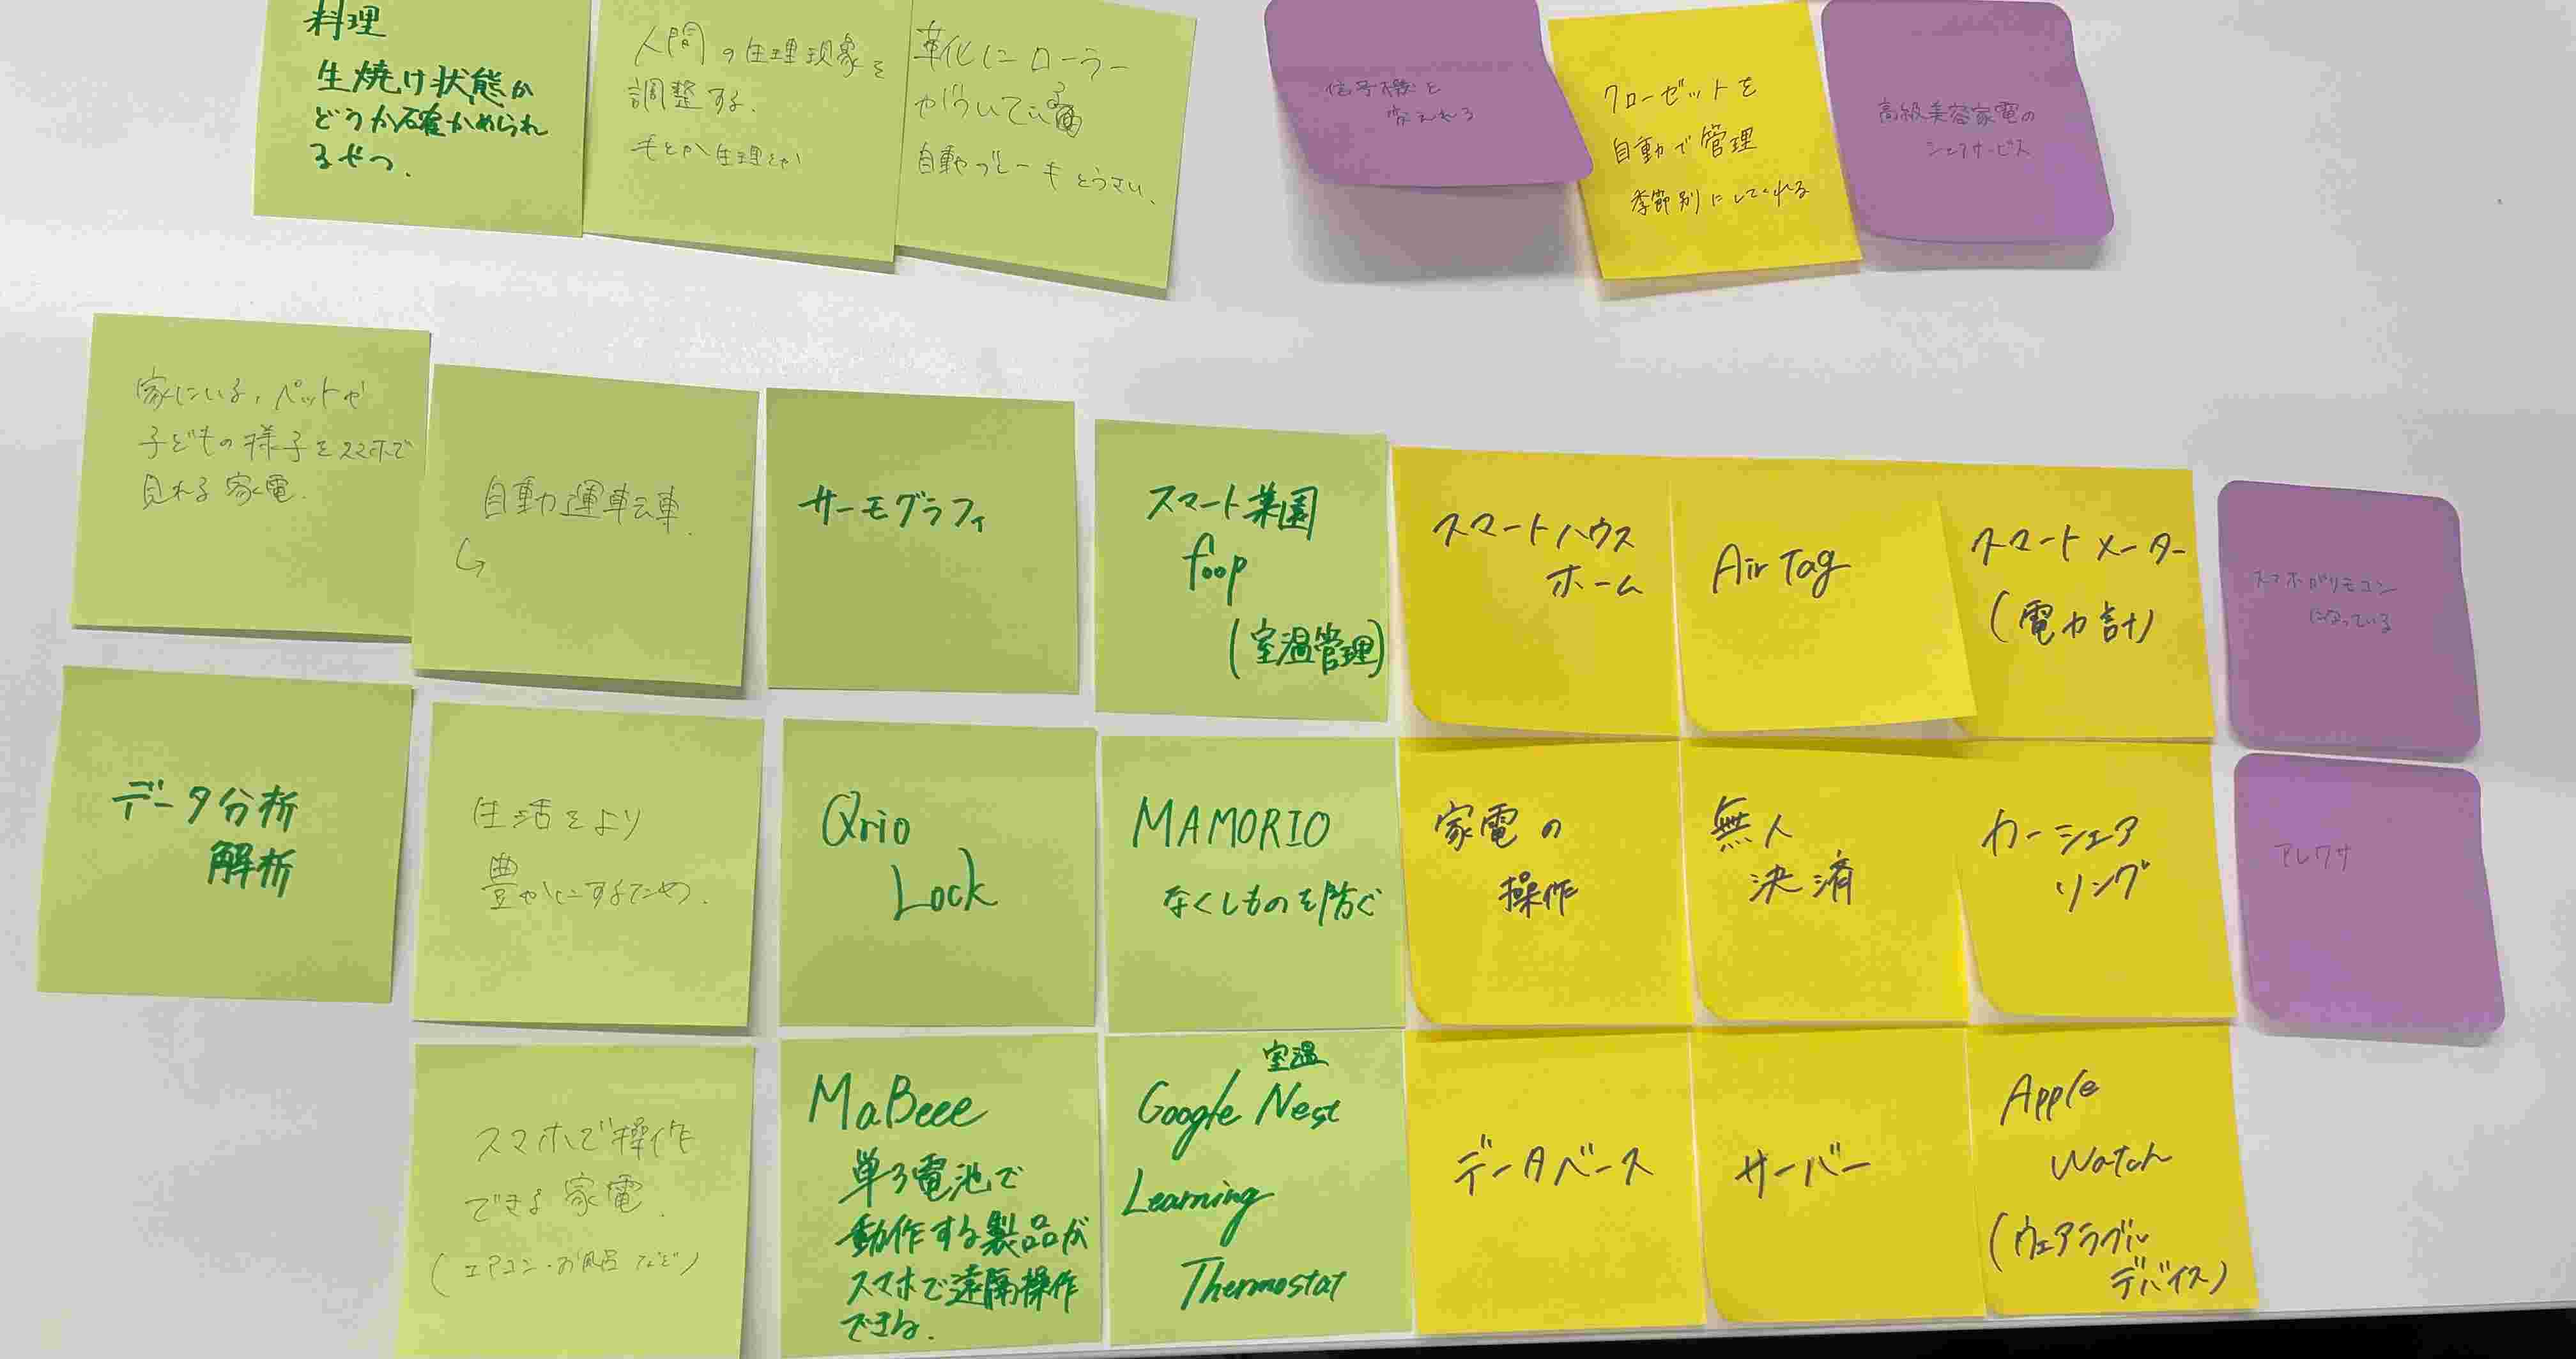 料理
生焼け状態か
どうか確かめられ
るやつ.
人間の生理現象を
調整する.
毛とか生理とか
革化にローラー
がついてい
自動ブレーキとうさい.
信号機と
変えれる
クローゼットを
自動で管理
季節別にしてくれる
高級美容家電の
シェアサービス
家にいる,ペットや
子どもの様子をスマホで
見れる家電.
自動運転車.
↳
サーモグラフィ
スマート菜園
foop
(室温管理)
スマートハウス
ホーム
Air Tag
スマートメーター
(電力計)
スマホがリモコン
になっている
データ分析
解析
生活をより
豊かにするため.
Qrio
Lock
MAMORIO
なくしものを防ぐ
家電の
操作
無人
決済
カーシェア
リング
アレクサ
スマホで操作
できる家電.
(エアコン・お風呂など)
MaBeee
単3電池で
動作する製品が
スマホで遠隔操作
できる.
室温
Google Nest
Learning
Thermostat
データベース
サーバー
Apple
Watch
(ウェアラブル
デバイス)